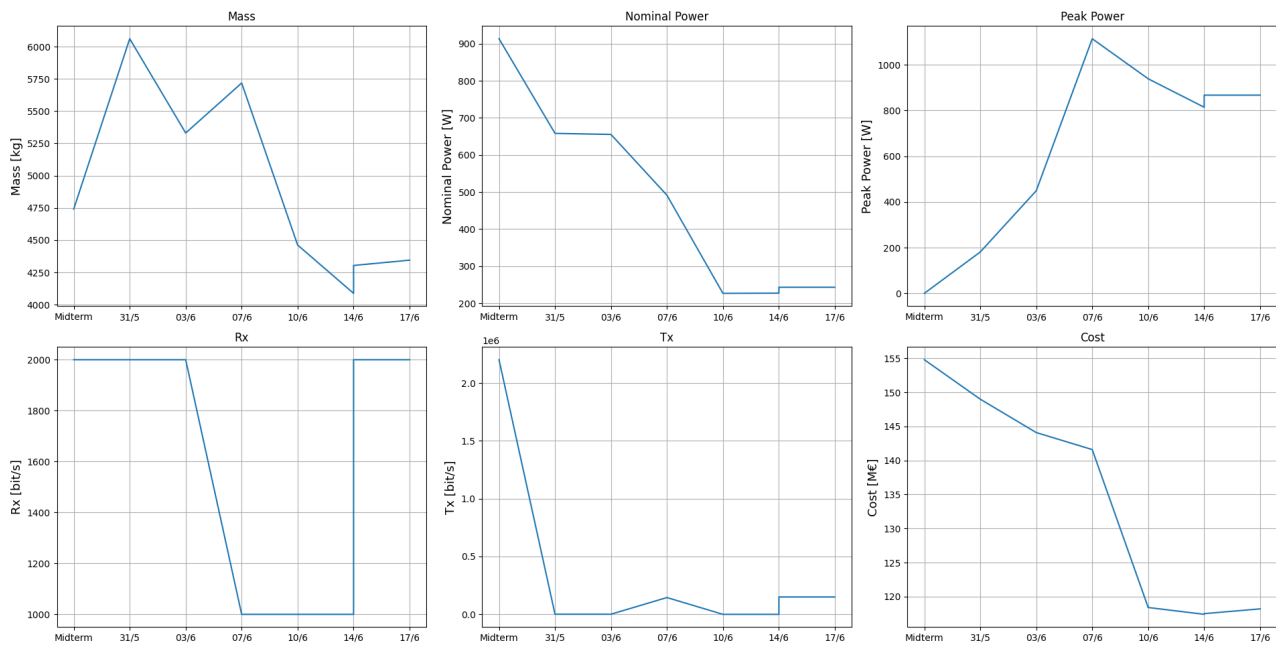 Mass
Mass [kg]
6000
5750
5500
5250
5000
4750
4500
4250
4000
Midterm 31/5 03/6 07/6 10/6 14/6 17/6
Nominal Power
Nominal Power [W]
900
800
700
600
500
400
300
200
Midterm 31/5 03/6 07/6 10/6 14/6 17/6
Peak Power
Peak Power [W]
1000
800
600
400
200
0
Midterm 31/5 03/6 07/6 10/6 14/6 17/6
Rx
Rx [bit/s]
2000
1800
1600
1400
1200
1000
Midterm 31/5 03/6 07/6 10/6 14/6 17/6
Tx
1e6
Tx [bit/s]
2.0
1.5
1.0
0.5
0.0
Midterm 31/5 03/6 07/6 10/6 14/6 17/6
Cost
Cost [M€]
155
150
145
140
135
130
125
120
Midterm 31/5 03/6 07/6 10/6 14/6 17/6